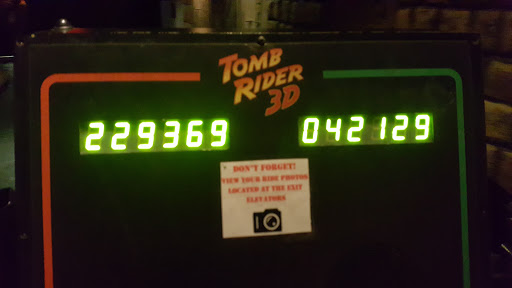 TOMB
RIDER
3D
229369 042129
DON'T FORGET!
VIEW YOUR RIDE PHOTOS
LOCATED AT THE EXIT
ELEVATORS